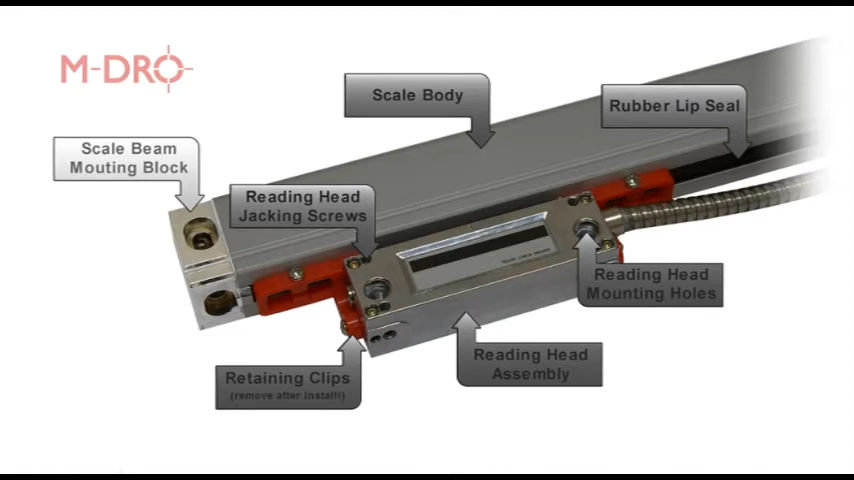 M-DRO
Scale Body
Rubber Lip Seal
Scale Beam
Mouting Block
Reading Head
Jacking Screws
Reading Head
Mounting Holes
Reading Head
Assembly
Retaining Clips
(remove after install)